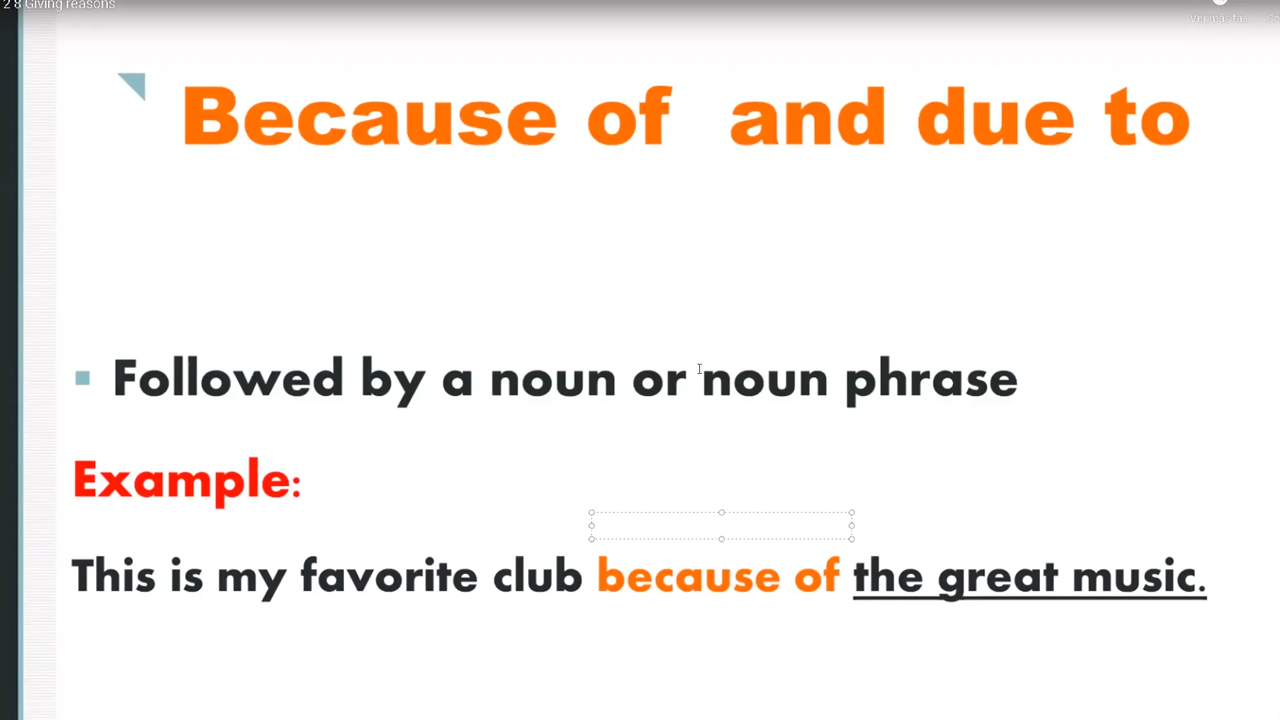 2 8 Giving reasons
Because of and due to
Followed by a noun or noun phrase
Example:
This is my favorite club because of the great music.